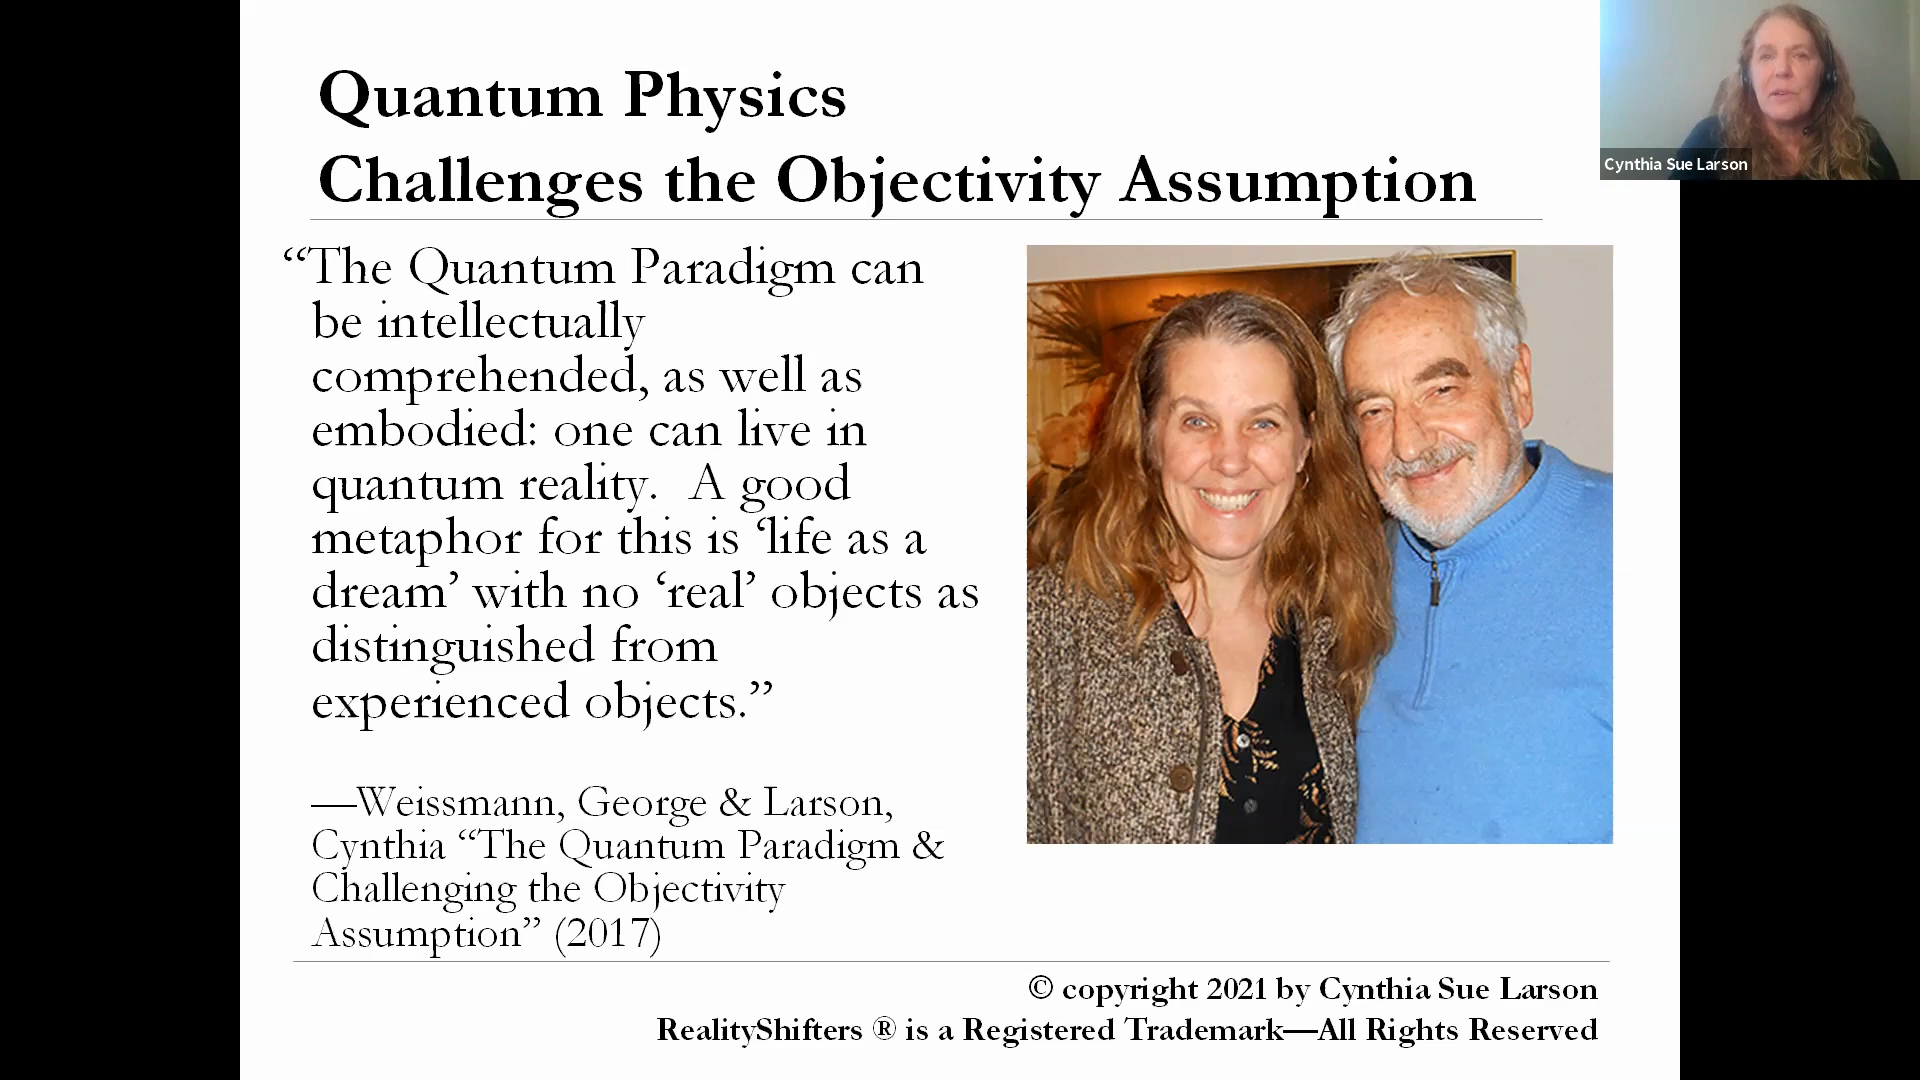 Quantum Physics
Challenges the Objectivity Assumption
Cynthia Sue Larson
“The Quantum Paradigm can
be intellectually
comprehended, as well as
embodied: one can live in
quantum reality.  A good
metaphor for this is ‘life as a
dream’ with no ‘real’ objects as
distinguished from
experienced objects.”
—Weissmann, George & Larson,
Cynthia “The Quantum Paradigm &
Challenging the Objectivity
Assumption” (2017)
© copyright 2021 by Cynthia Sue Larson
RealityShifters ® is a Registered Trademark—All Rights Reserved